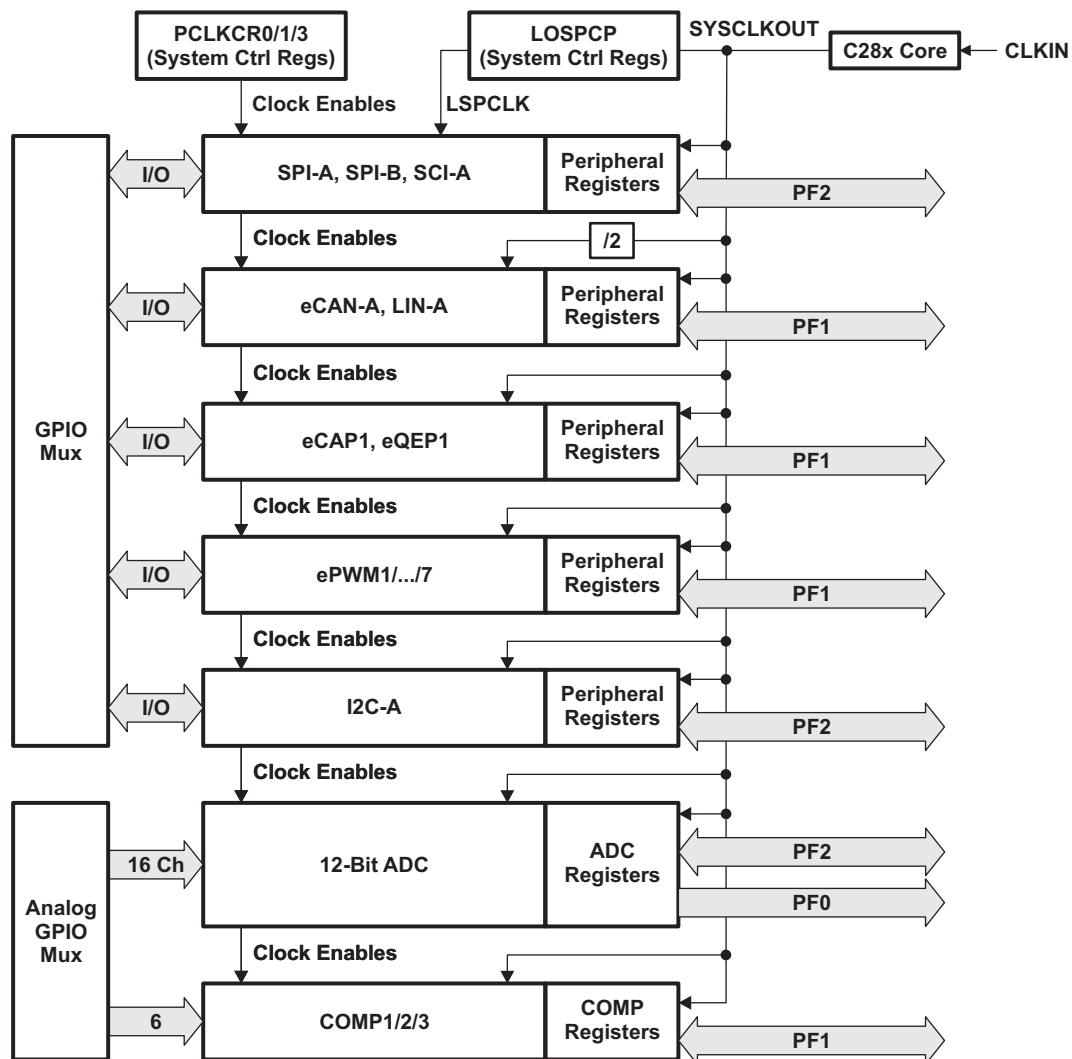 PCLKCR0/1/3
(System Ctrl Regs)
LOSPCP
(System Ctrl Regs)
SYSCLKOUT
C28x Core
CLKIN
Clock Enables
LSPCLK
I/O
SPI-A, SPI-B, SCI-A
Peripheral
Registers
PF2
Clock Enables
/2
I/O
eCAN-A, LIN-A
Peripheral
Registers
PF1
Clock Enables
GPIO
Mux
I/O
eCAP1, eQEP1
Peripheral
Registers
PF1
Clock Enables
I/O
ePWM1/.../7
Peripheral
Registers
PF1
Clock Enables
I/O
I2C-A
Peripheral
Registers
PF2
Clock Enables
Analog
GPIO
Mux
16 Ch
12-Bit ADC
ADC
Registers
PF2
PF0
Clock Enables
6
COMP1/2/3
COMP
Registers
PF1